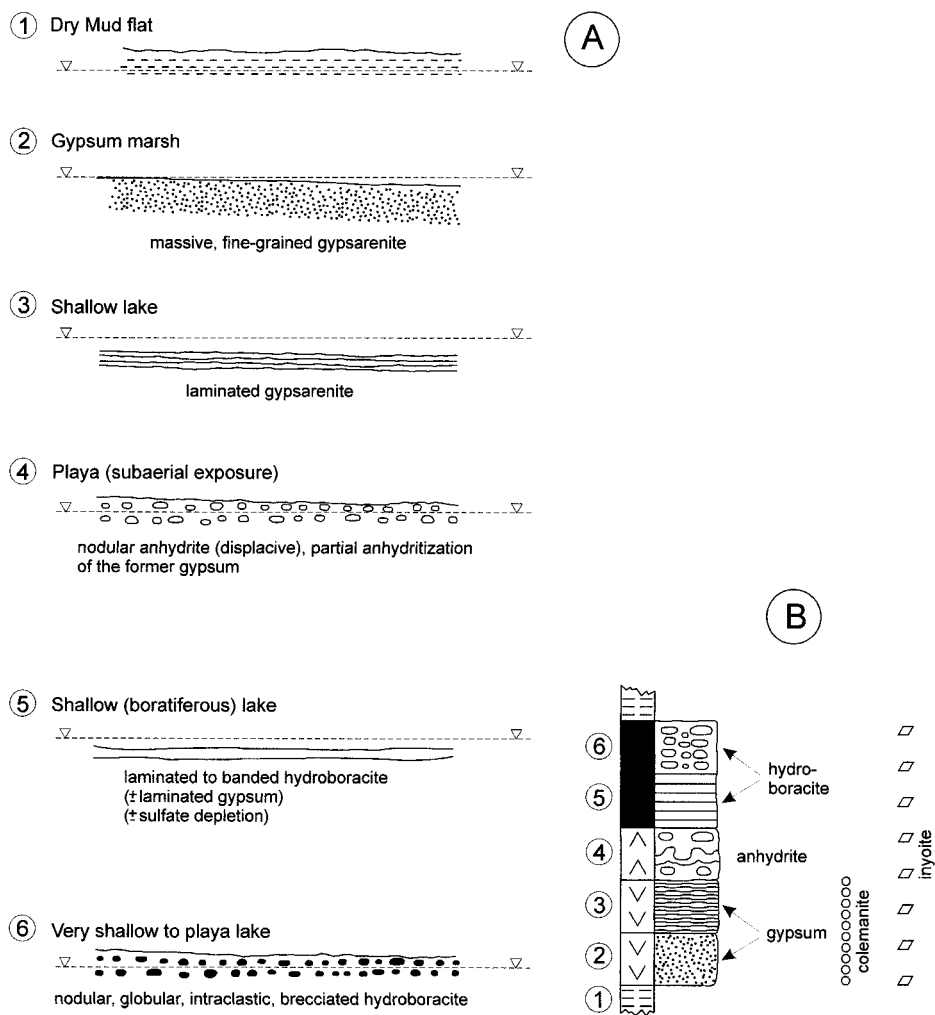 ① Dry Mud flat
A
② Gypsum marsh
massive, fine-grained gypsarenite
③ Shallow lake
laminated gypsarenite
④ Playa (subaerial exposure)
nodular anhydrite (displacive), partial anhydritization
of the former gypsum
B
⑤ Shallow (boratiferous) lake
laminated to banded hydroboracite
(±laminated gypsum)
(±sulfate depletion)
⑥ Very shallow to playa lake
nodular, globular, intraclastic, brecciated hydroboracite
⑥
⑤
④
③
②
①
hydro-
boracite
anhydrite
gypsum
colemanite
inyoite